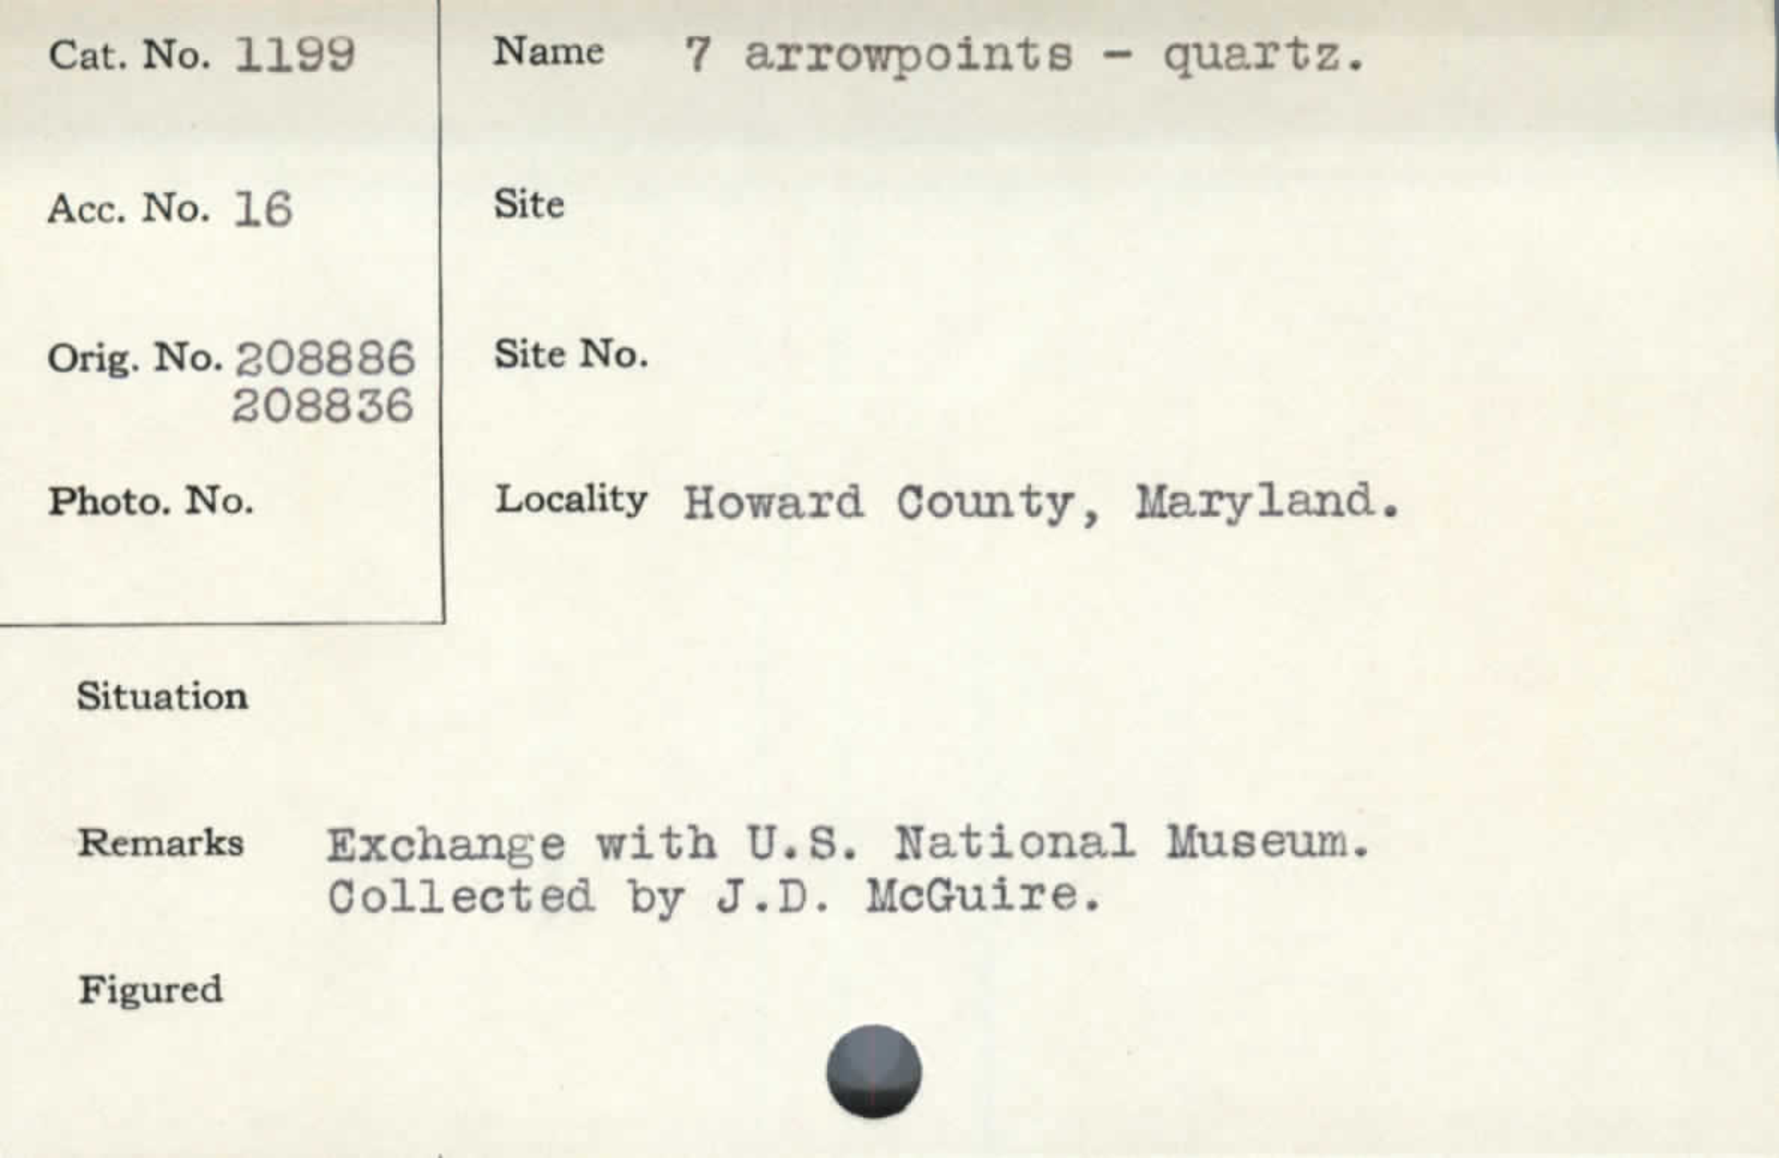 Cat. No. 1199
Name 7 arrowpoints - quartz.
Acc. No. 16
Site
Orig. No. 208886
208836
Site No.
Photo. No.
Locality Howard County, Maryland.
Situation
Remarks Exchange with U.S. National Museum.
Collected by J.D. McGuire.
Figured